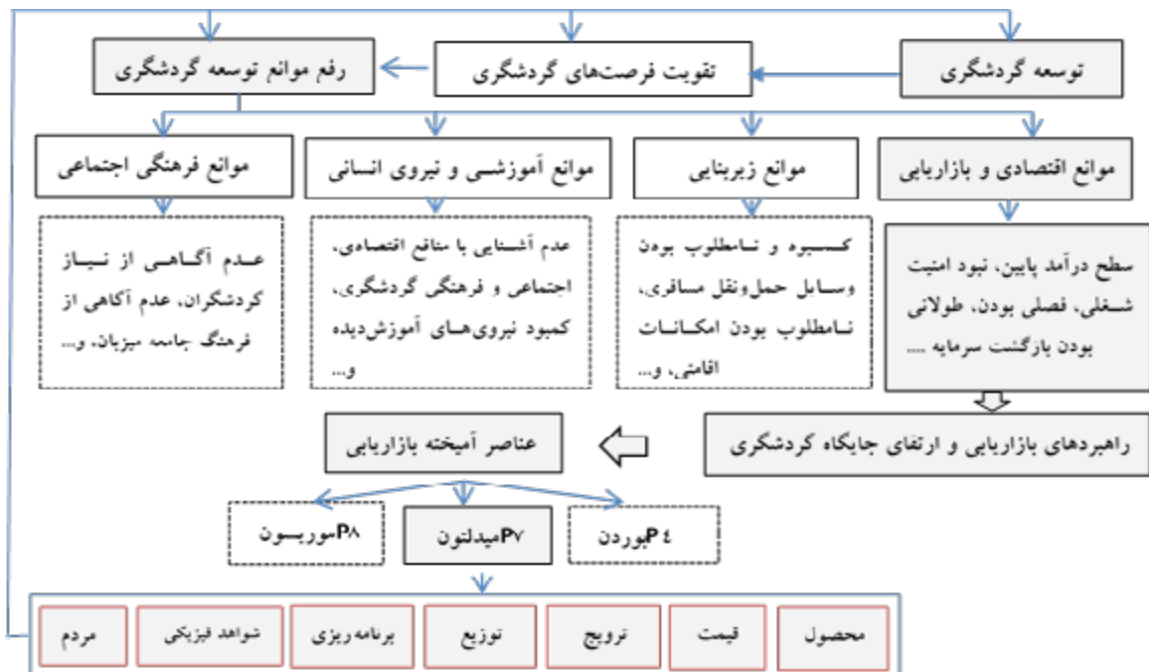 توسعه گردشگری
تقویت فرصت‌های گردشگری
رفع موانع توسعه گردشگری
موانع اقتصادی و بازاریابی
موانع زیربنایی
موانع آموزشی و نیروی انسانی
موانع فرهنگی اجتماعی
سطح درآمد پایین، نبود امنیت
شغلی، فصلی بودن، طولانی
بودن بازگشت سرمایه ....
کمبود و نامطلوب بودن
وسایل حمل‌ونقل مسافری،
نامطلوب بودن امکانات
اقامتی، و...
عدم آشنایی با منافع اقتصادی،
اجتماعی و فرهنگی گردشگری،
کمبود نیروی‌های آموزش‌دیده
و...
عدم آگاهی از نیاز
گردشگران، عدم آگاهی از
فرهنگ جامعه میزبان، و...
راهبردهای بازاریابی و ارتقای جایگاه گردشگری
عناصر آمیخته بازاریابی
P٤بوردن
P٧میدلتون
P٨موریسون
محصول
قیمت
ترویج
توزیع
برنامه‌ریزی
شواهد فیزیکی
مردم